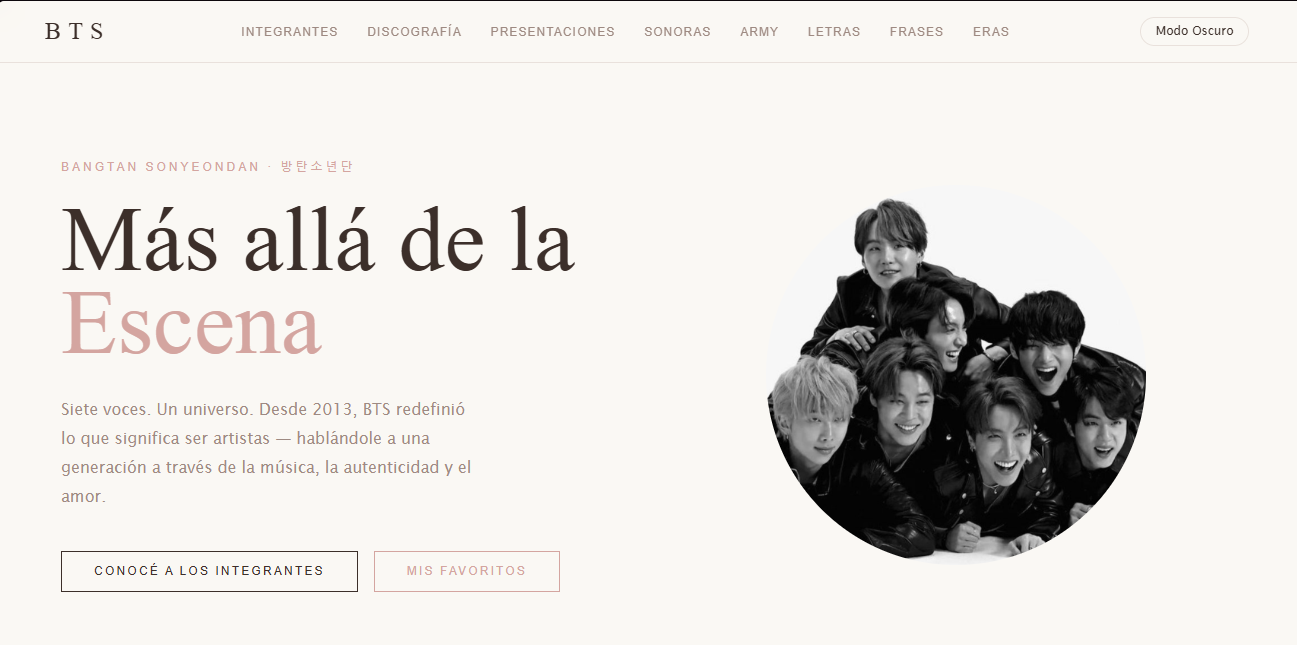 BTS
INTEGRANTES DISCOGRAFÍA PRESENTACIONES SONORAS ARMY LETRAS FRASES ERAS
Modo Oscuro
BANGTAN SONYEONDAN · 방탄소년단
Más allá de la
Escena
Siete voces. Un universo. Desde 2013, BTS redefinió
lo que significa ser artistas — hablándole a una
generación a través de la música, la autenticidad y el
amor.
CONOCÉ A LOS INTEGRANTES
MIS FAVORITOS